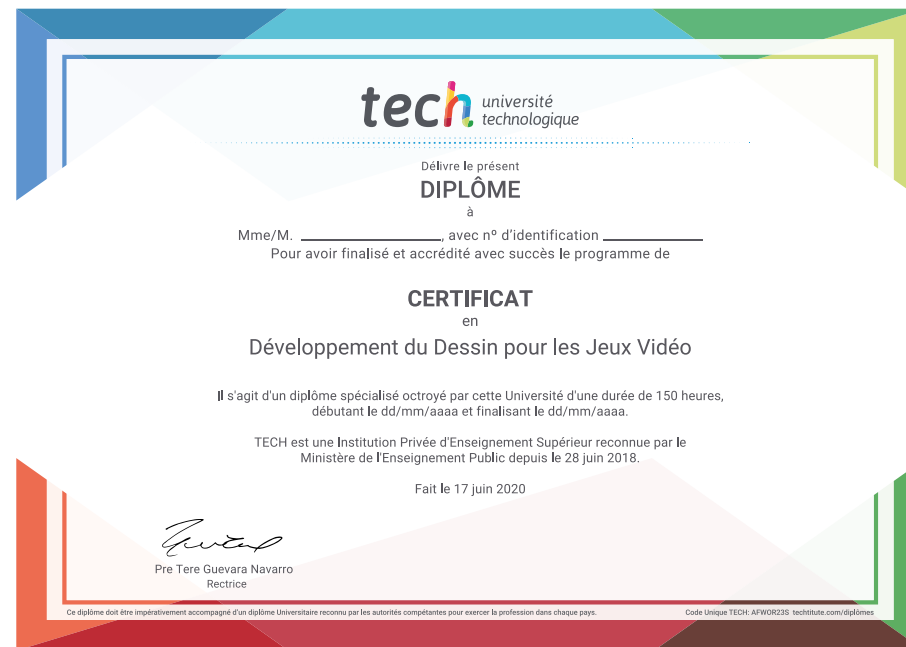 tech université
technologique
Délivre le présent
DIPLÔME
à
Mme/M. ____________________, avec nº d'identification ______________
Pour avoir finalisé et accrédité avec succès le programme de
CERTIFICAT
en
Développement du Dessin pour les Jeux Vidéo
Il s'agit d'un diplôme spécialisé octroyé par cette Université d'une durée de 150 heures,
débutant le dd/mm/aaaa et finalisant le dd/mm/aaaa.
TECH est une Institution Privée d'Enseignement Supérieur reconnue par le
Ministère de l'Enseignement Public depuis le 28 juin 2018.
Fait le 17 juin 2020
Pre Tere Guevara Navarro
Rectrice
Ce diplôme doit être impérativement accompagné d'un diplôme Universitaire reconnu par les autorités compétantes pour exercer la profession dans chaque pays.
Code Unique TECH: AFWOR23S techtitute.com/diplômes